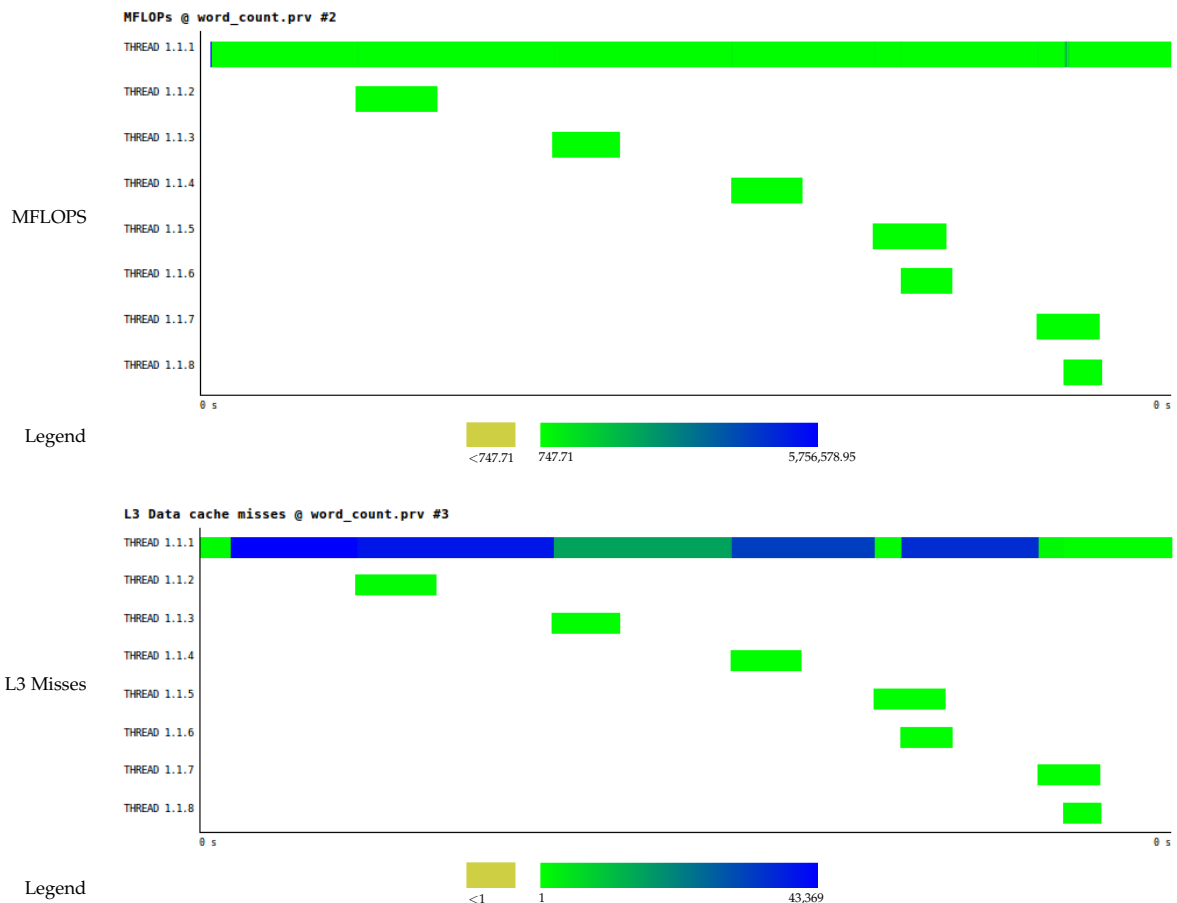 MFLOPs @ word_count.prv #2
THREAD 1.1.1
THREAD 1.1.2
THREAD 1.1.3
THREAD 1.1.4
MFLOPS
THREAD 1.1.5
THREAD 1.1.6
THREAD 1.1.7
THREAD 1.1.8
0 s 0 s
Legend
<747.71 747.71 5,756,578.95
L3 Data cache misses @ word_count.prv #3
THREAD 1.1.1
THREAD 1.1.2
THREAD 1.1.3
THREAD 1.1.4
L3 Misses
THREAD 1.1.5
THREAD 1.1.6
THREAD 1.1.7
THREAD 1.1.8
0 s 0 s
Legend
<1 1 43,369